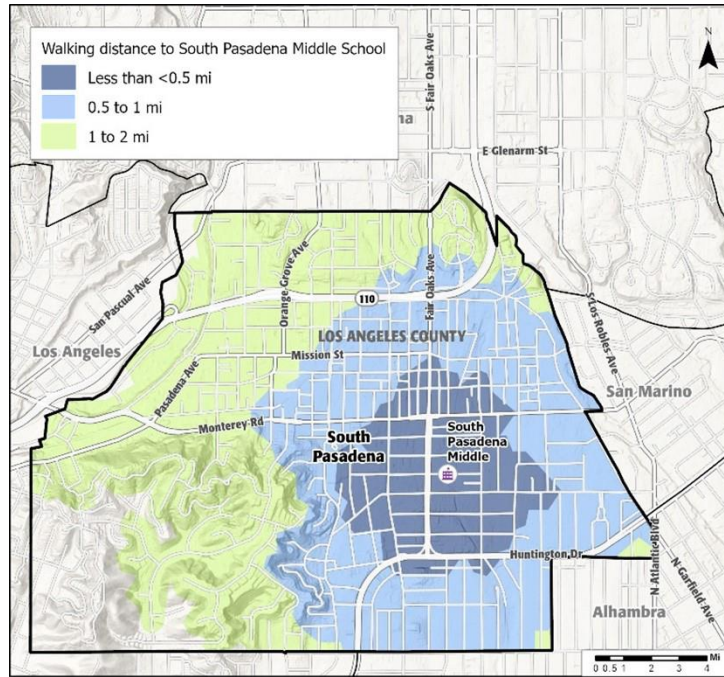 Walking distance to South Pasadena Middle School
Less than <0.5 mi
0.5 to 1 mi
1 to 2 mi
N
S Fair Oaks Ave
na
E Glenarm St
San Pascual Ave
Orange Grove Ave
110
Fair Oaks Ave
S Los Robles Ave
LOS ANGELES COUNTY
Los Angeles
Mission St
Pasadena Ave
San Marino
Monterey Rd
South
Pasadena
South
Pasadena
Middle
Huntington Dr
N Atlantic Blvd
N Garfield Ave
Alhambra
Mi
0 0.5 1 2 3 4